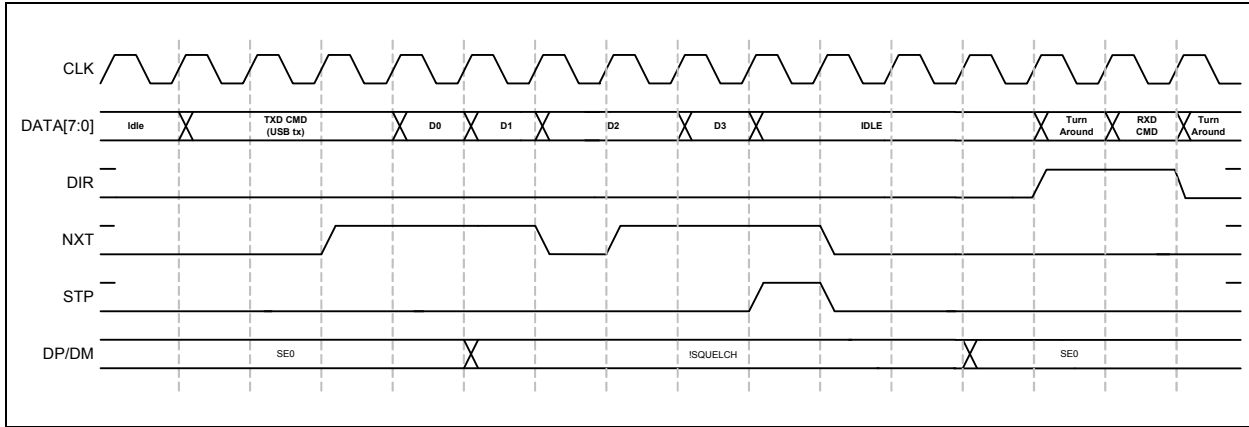 CLK
DATA[7:0]
Idle
TXD CMD
(USB tx)
D0
D1
D2
D3
IDLE
Turn
Around
RXD
CMD
Turn
Around
DIR
NXT
STP
DP/DM
SE0
!SQUELCH
SE0